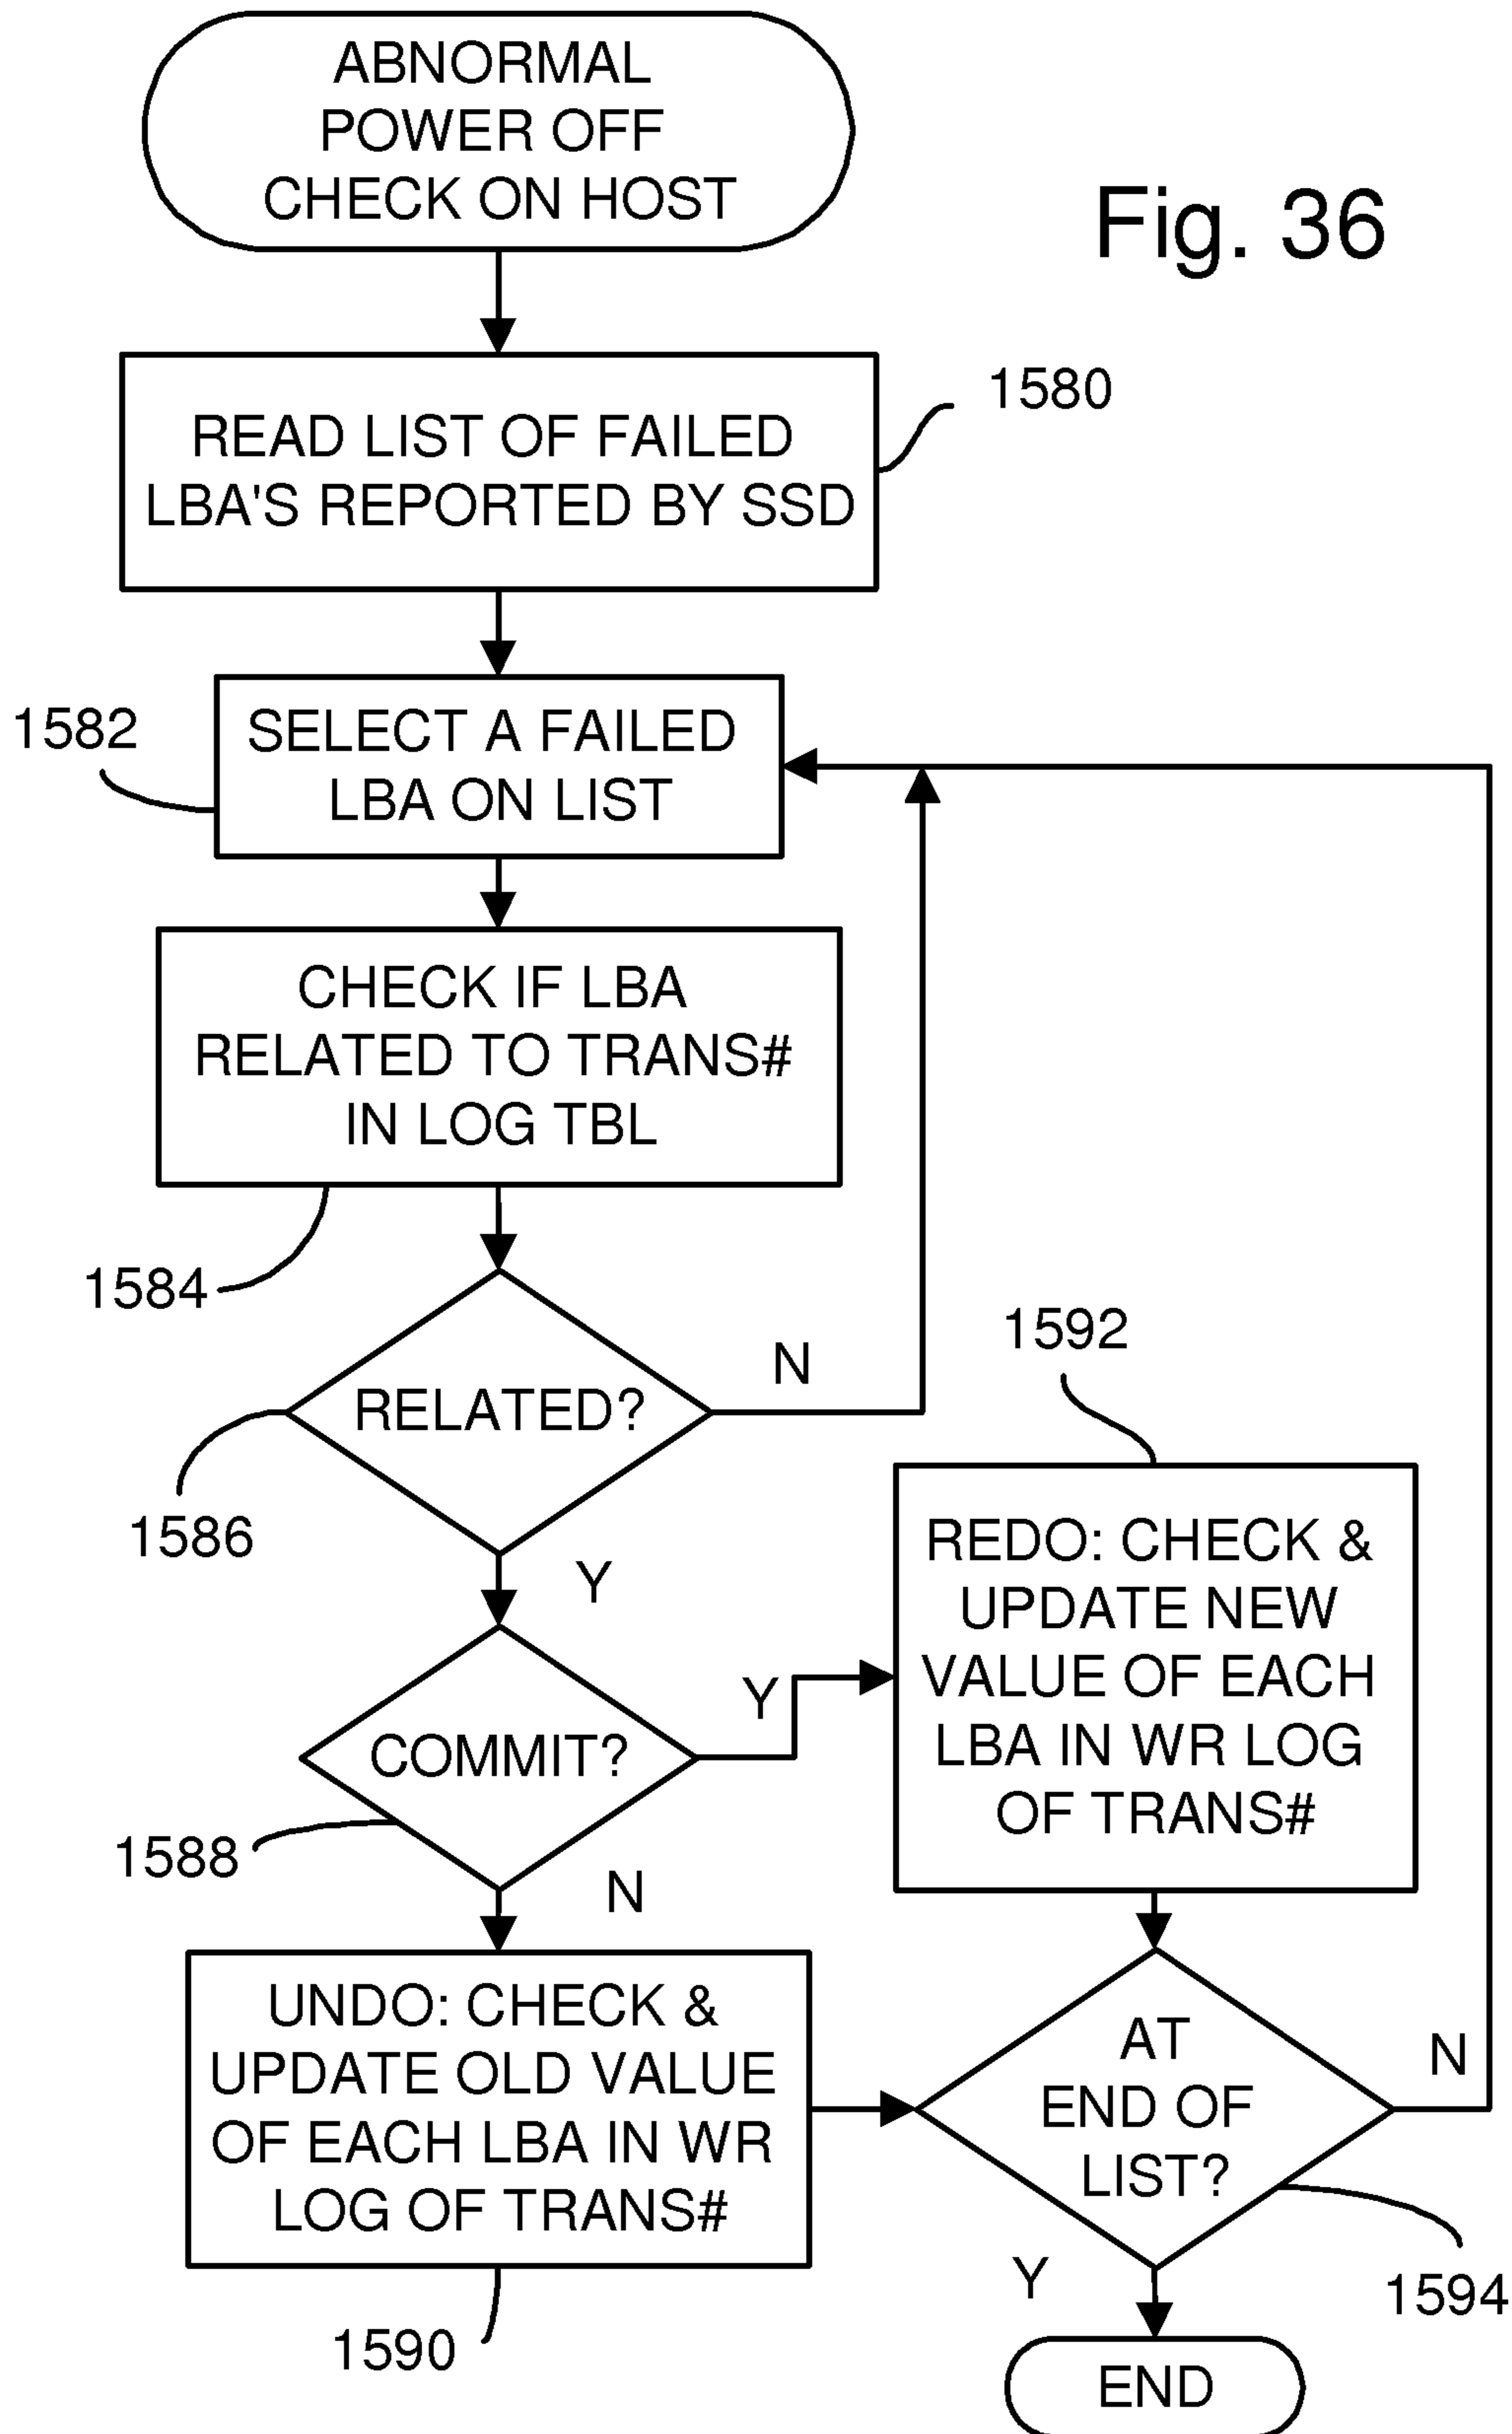 ABNORMAL
POWER OFF
CHECK ON HOST
Fig. 36
READ LIST OF FAILED
LBA'S REPORTED BY SSD
1580
1582
SELECT A FAILED
LBA ON LIST
CHECK IF LBA
RELATED TO TRANS#
IN LOG TBL
1584
RELATED?
N
1586
Y
COMMIT?
Y
1588
N
1592
REDO: CHECK &
UPDATE NEW
VALUE OF EACH
LBA IN WR LOG
OF TRANS#
UNDO: CHECK &
UPDATE OLD VALUE
OF EACH LBA IN WR
LOG OF TRANS#
1590
AT
END OF
LIST?
N
Y
1594
END